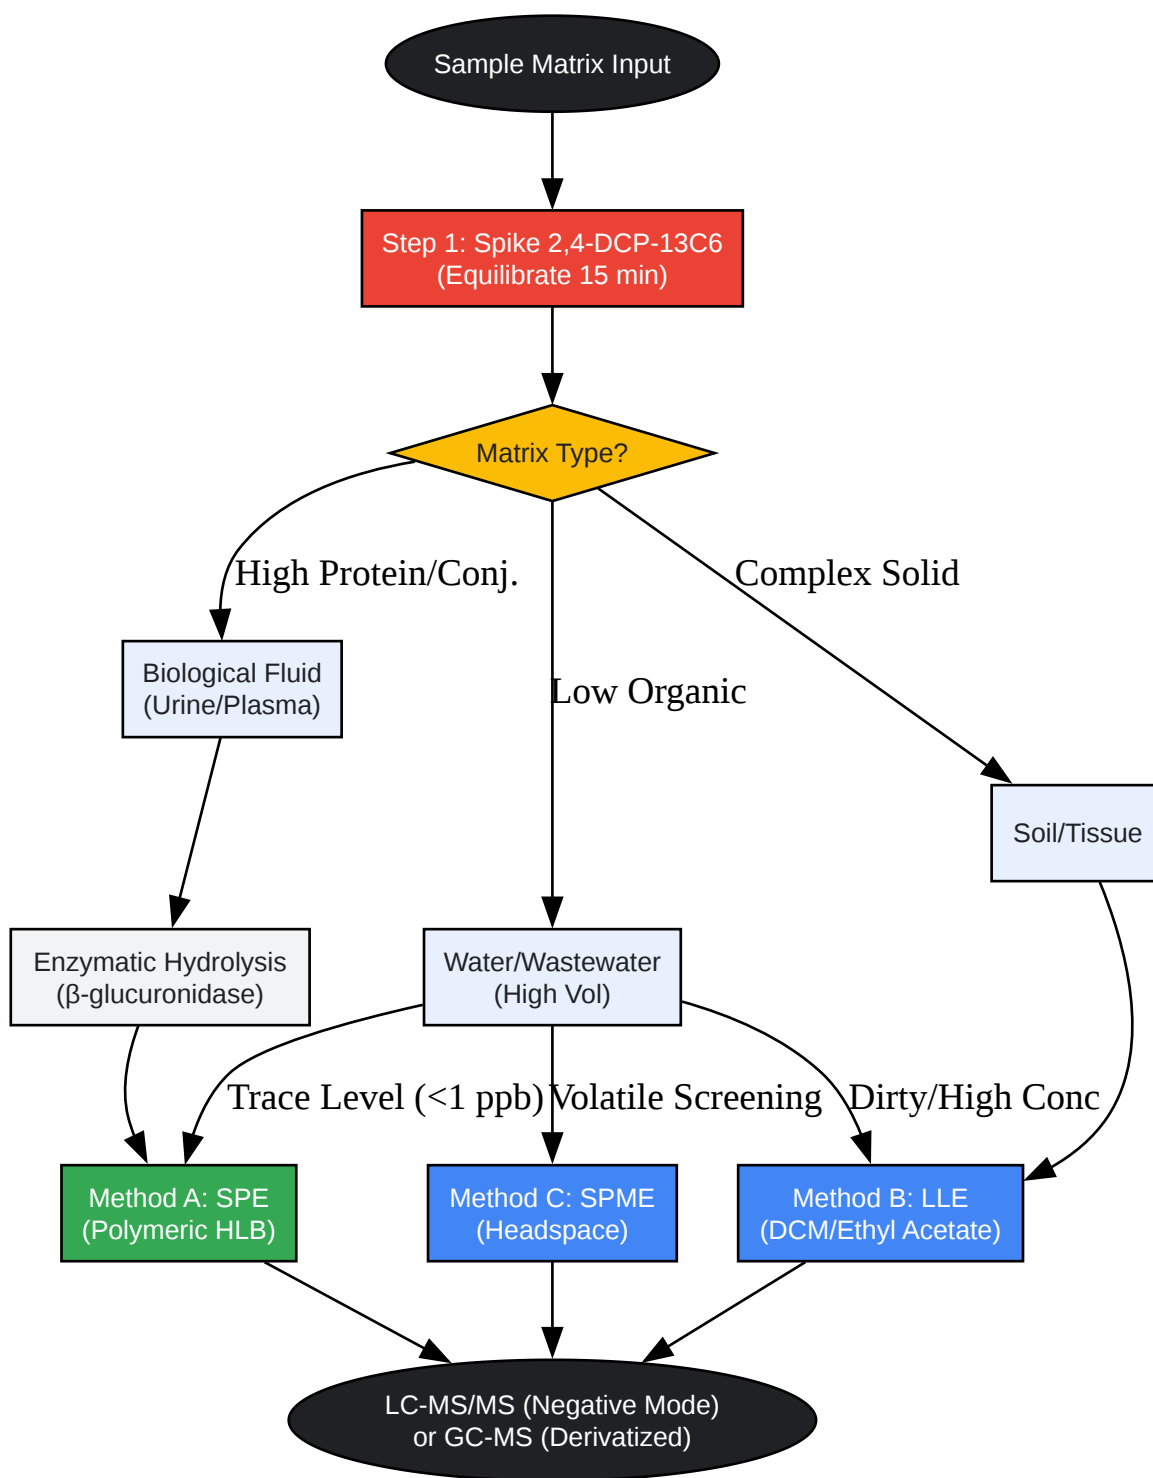 Sample Matrix Input
Step 1: Spike 2,4-DCP-13C6
(Equilibrate 15 min)
Matrix Type?
High Protein/Conj.
Complex Solid
Biological Fluid
(Urine/Plasma)
Low Organic
Soil/Tissue
Enzymatic Hydrolysis
(β-glucuronidase)
Water/Wastewater
(High Vol)
Trace Level (<1 ppb)
Volatile Screening
Dirty/High Conc
Method A: SPE
(Polymeric HLB)
Method C: SPME
(Headspace)
Method B: LLE
(DCM/Ethyl Acetate)
LC-MS/MS (Negative Mode)
or GC-MS (Derivatized)